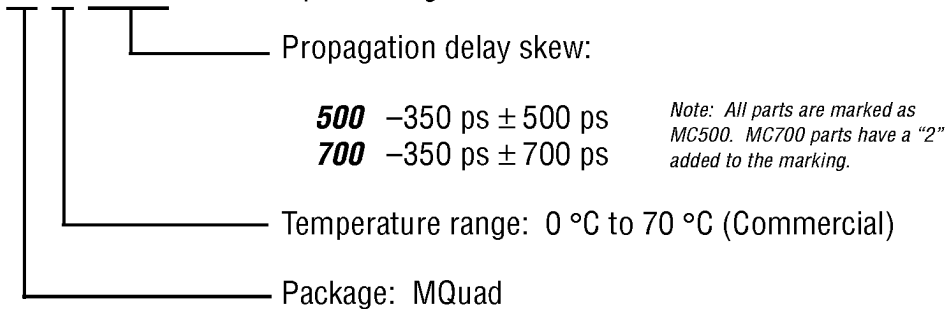 Propagation delay skew:
500 –350 ps ± 500 ps
700 –350 ps ± 700 ps
Note: All parts are marked as
MC500. MC700 parts have a “2”
added to the marking.
Temperature range: 0 °C to 70 °C (Commercial)
Package: MQuad